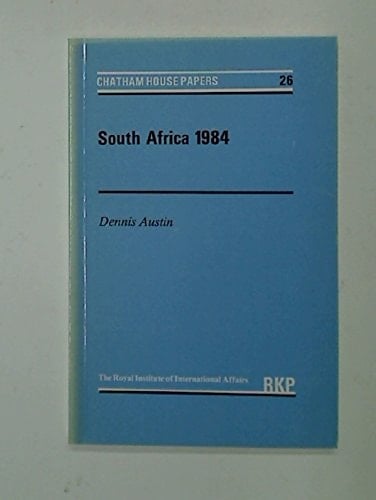 CHATHAM HOUSE PAPERS 26
South Africa 1984
Dennis Austin
The Royal Institute of International Affairs RKP